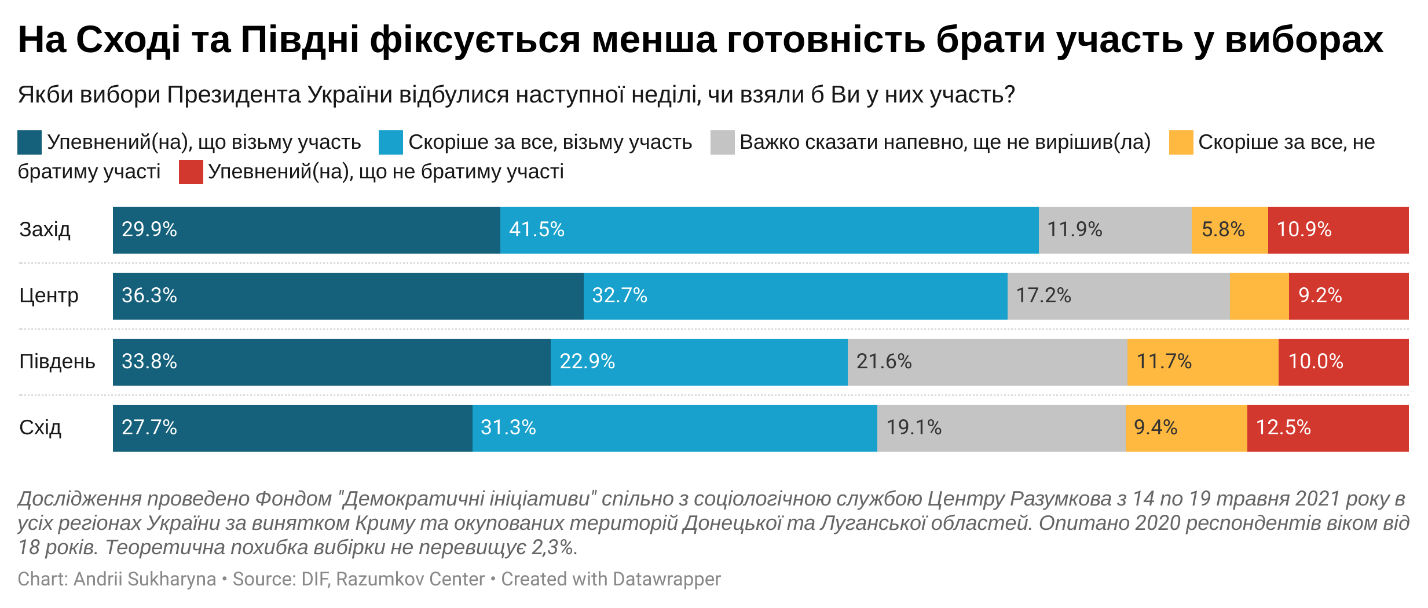 На Сході та Півдні фіксується менша готовність брати участь у виборах
Якби вибори Президента України відбулися наступної неділі, чи взяли б Ви у них участь?
Упевнений(на), що візьму участь Скоріше за все, візьму участь Важко сказати напевно, ще не вирішив(ла) Скоріше за все, не
братиму участі Упевнений(на), що не братиму участі
Захід 29.9% 41.5% 11.9% 5.8% 10.9%
Центр 36.3% 32.7% 17.2% 9.2%
Південь 33.8% 22.9% 21.6% 11.7% 10.0%
Схід 27.7% 31.3% 19.1% 9.4% 12.5%
Дослідження проведено Фондом "Демократичні ініціативи" спільно з соціологічною службою Центру Разумкова з 14 по 19 травня 2021 року в
усіх регіонах України за винятком Криму та окупованих територій Донецької та Луганської областей. Опитано 2020 респондентів віком від
18 років. Теоретична похибка вибірки не перевищує 2,3%.
Chart: Andrii Sukharyna • Source: DIF, Razumkov Center • Created with Datawrapper